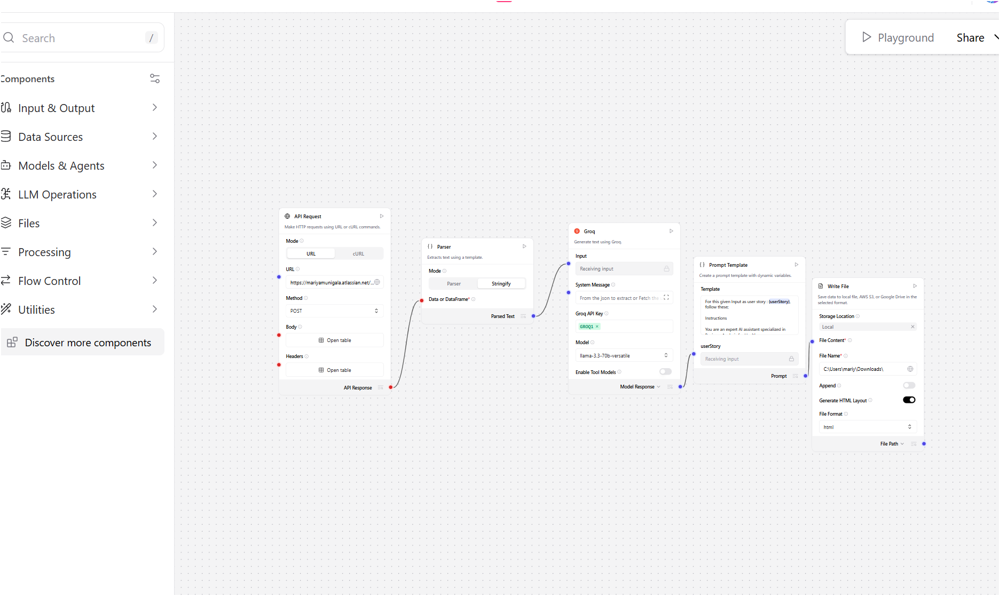 Search
/
Components
Input & Output
Data Sources
Models & Agents
LLM Operations
Files
Processing
Flow Control
Utilities
Discover more components
Playground
Share
API Request
Make HTTP requests using URL or cURL commands.
Mode
URL
cURL
URL
https://mariyamunigala.atlassian.net/...
Method
POST
Body
Open table
Headers
Open table
API Response
Parser
Extracts text using a template.
Mode
Parser
Stringify
Data or DataFrame*
Parsed Text
Groq
Generate text using Groq.
Input
Receiving input
System Message
From the json to extract or Fetch the
Groq API Key
GROQ1 ×
Model
llama-3.3-70b-versatile
Enable Tool Models
Model Response
Prompt Template
Create a prompt template with dynamic variables.
Template
For this given Input as user story : {userStory},
follow these;
Instructions
You are an expert AI assistant specialized in
userStory
Receiving input
Prompt
Write File
Save data to local file, AWS S3, or Google Drive in the
selected format.
Storage Location
Local
File Content*
File Name*
C:\Users\mariy\Downloads\
Append
Generate HTML Layout
File Format
html
File Path